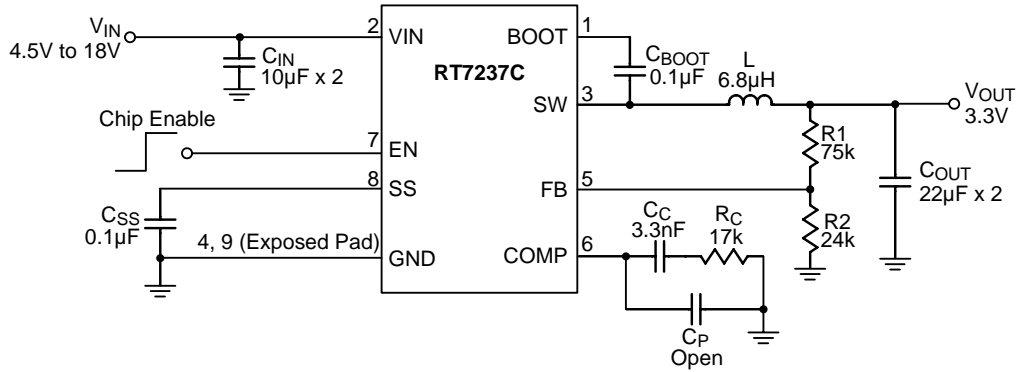 VIN
4.5V to 18V
CIN
10µF x 2
2
VIN
BOOT
1
RT7237C
CBOOT
0.1µF
L
6.8µH
SW
3
VOUT
3.3V
Chip Enable
7
EN
R1
75k
COUT
22µF x 2
8
SS
FB
5
CSS
0.1µF
R2
24k
4, 9 (Exposed Pad)
GND
COMP
6
CC
3.3nF
RC
17k
CP
Open